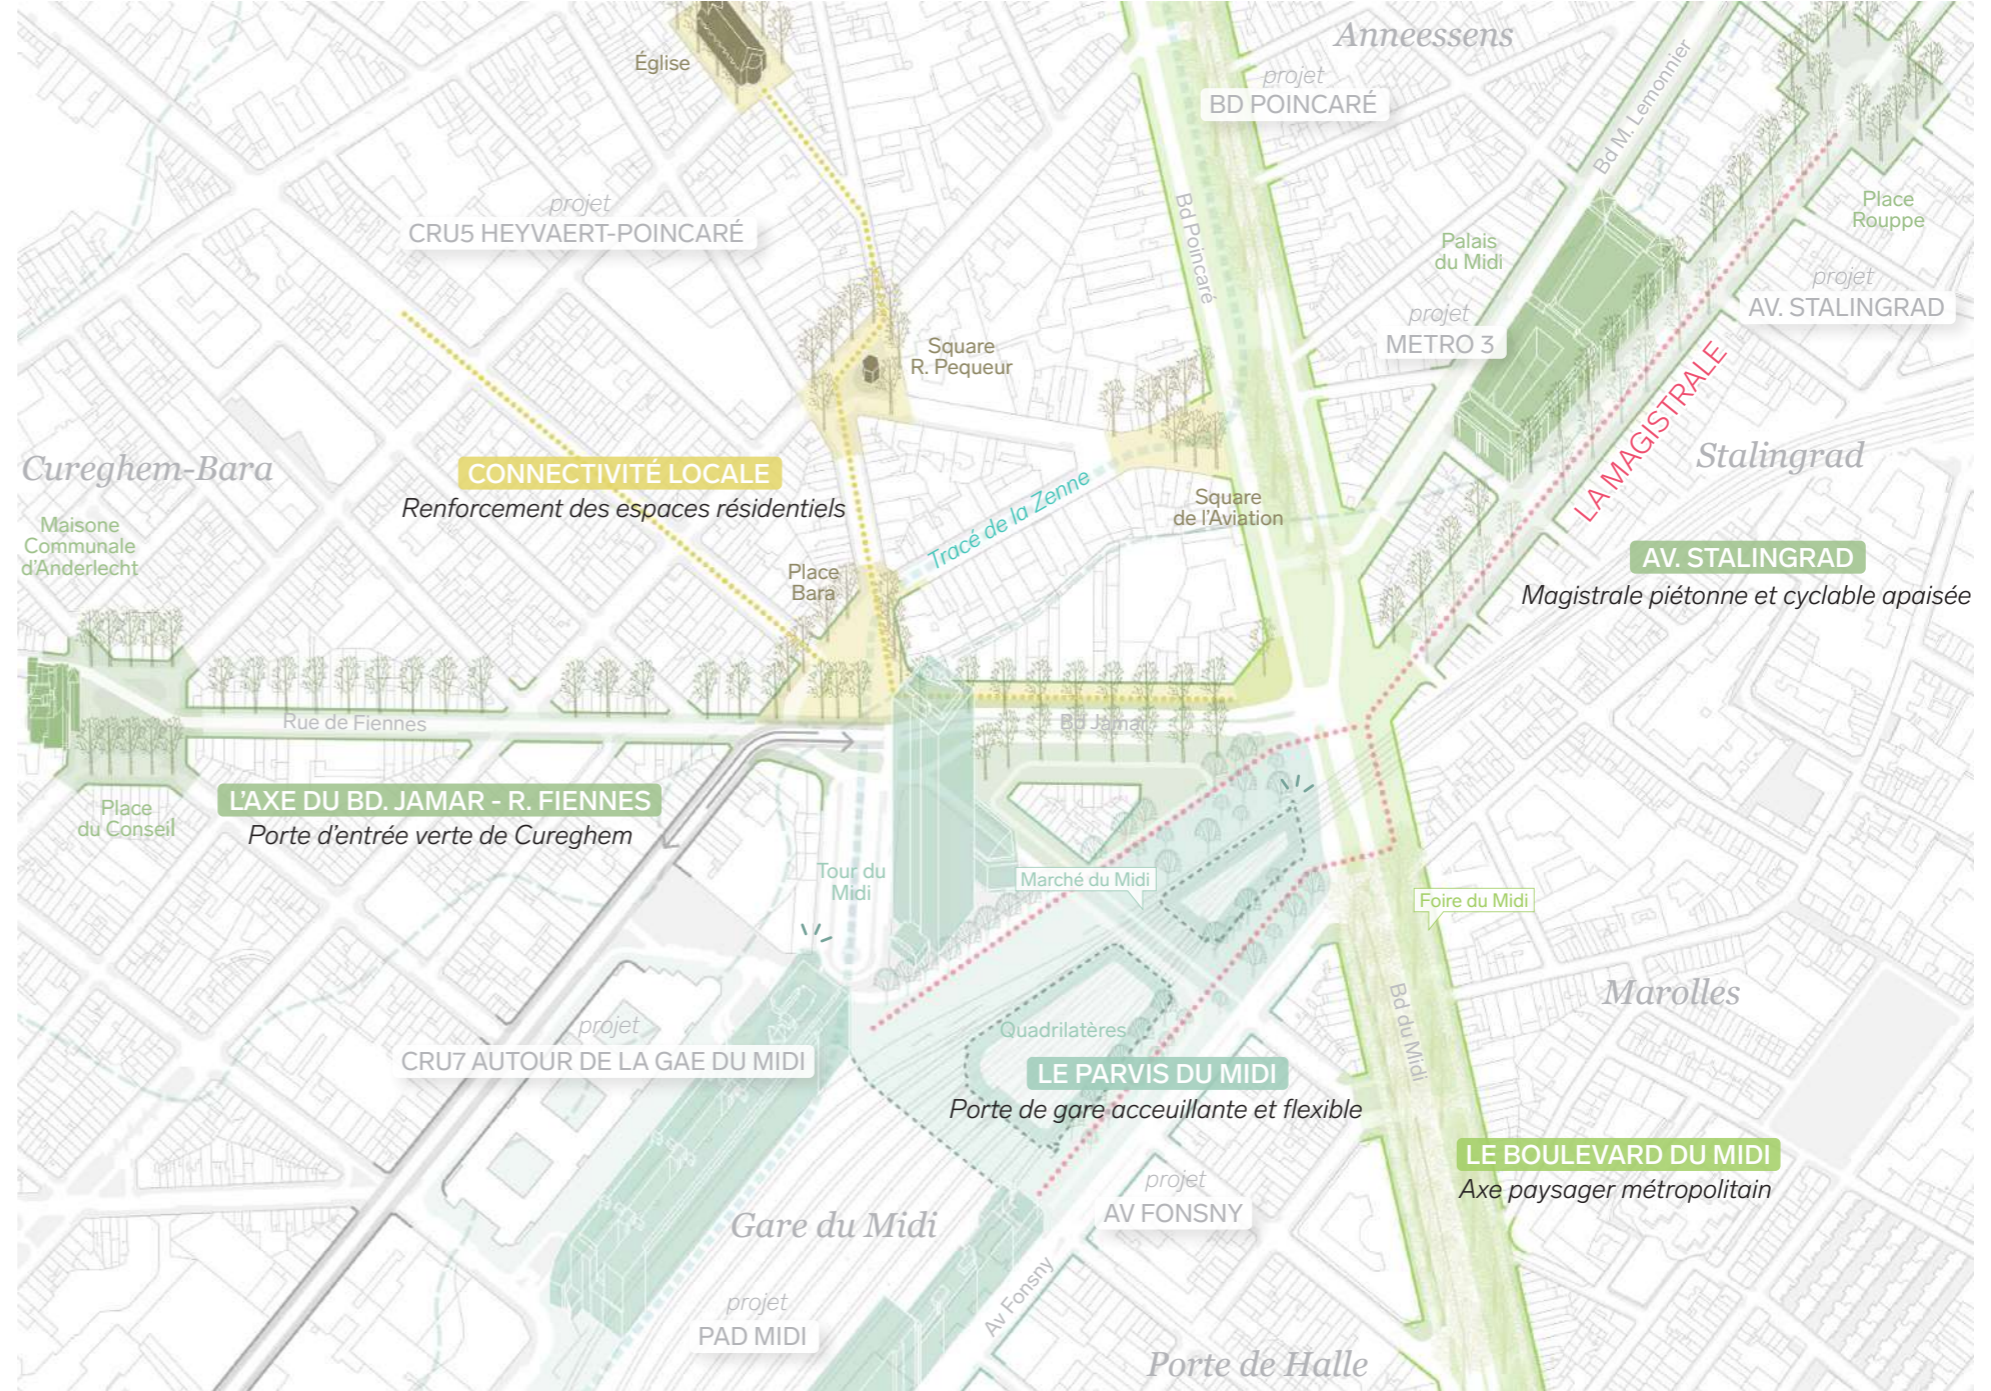 Anneessens
Église
projet
BD POINCARÉ
Bd M. Lemonnier
projet
CRU5 HEYVAERT-POINCARÉ
Bd Poincaré
Place
Rouppe
Palais
du Midi
projet
AV. STALINGRAD
projet
METRO 3
Square
R. Pequeur
LA MAGISTRALE
Cureghem-Bara
CONNECTIVITÉ LOCALE
Renforcement des espaces résidentiels
Stalingrad
Square
de l'Aviation
Tracé de la Zenne
Maisone
Communale
d'Anderlecht
Place
Bara
AV. STALINGRAD
Magistrale piétonne et cyclable apaisée
Rue de Fiennes
Bd Jamar
L'AXE DU BD. JAMAR - R. FIENNES
Porte d'entrée verte de Cureghem
Place
du Conseil
Tour du
Midi
Marché du Midi
Foire du Midi
Marolles
Bd du Midi
projet
CRU7 AUTOUR DE LA GAE DU MIDI
Quadrilatères
LE PARVIS DU MIDI
Porte de gare acceuillante et flexible
LE BOULEVARD DU MIDI
Axe paysager métropolitain
projet
AV FONSNY
Gare du Midi
Av Fonsny
projet
PAD MIDI
Porte de Halle